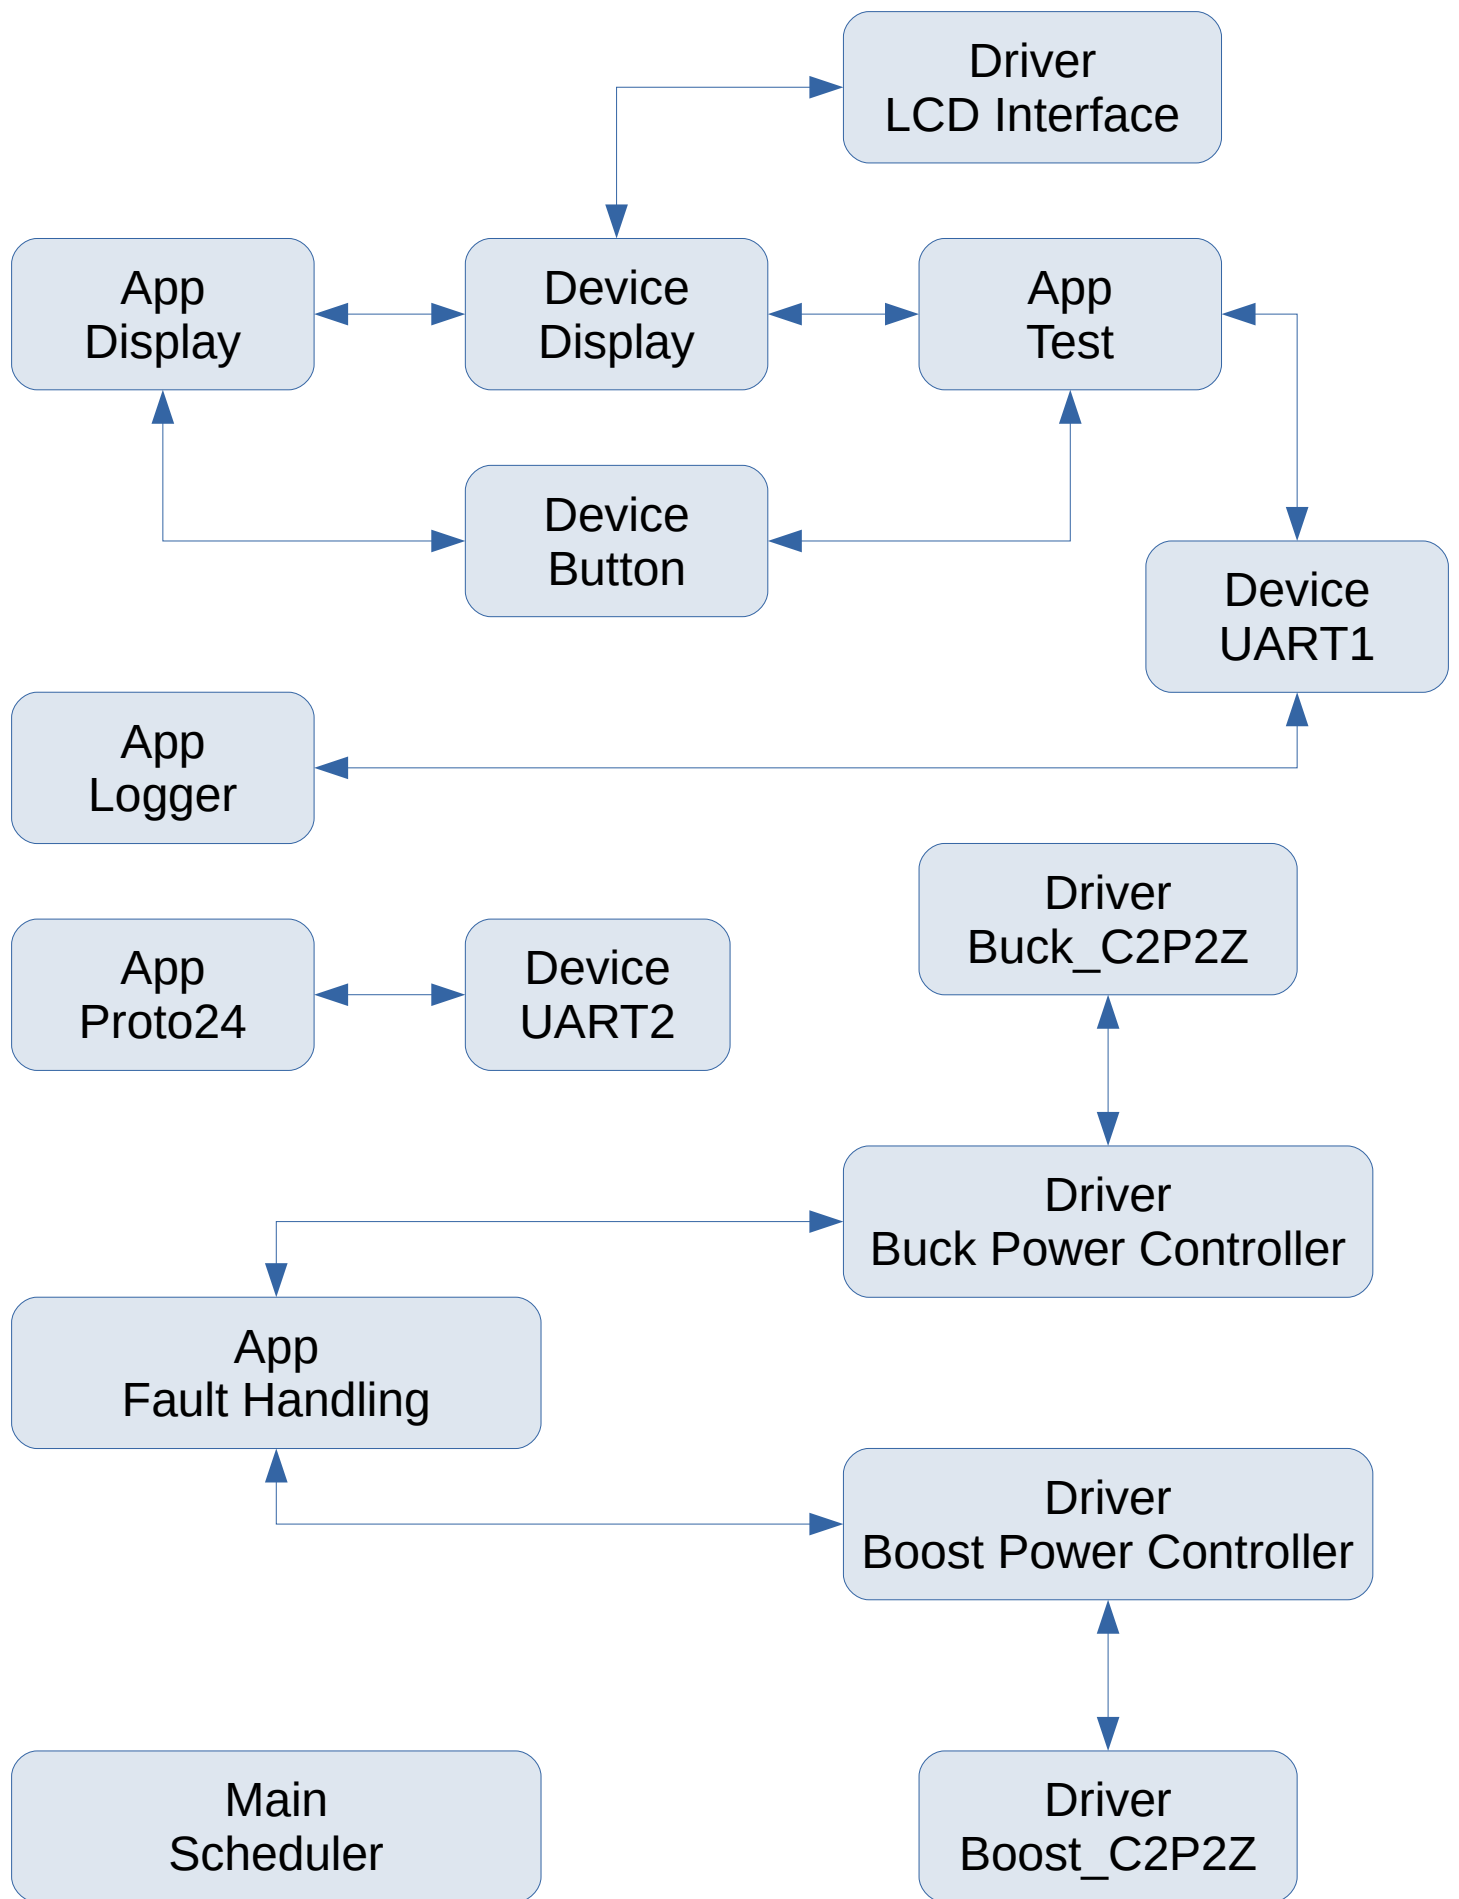 Driver
LCD Interface
App
Display
Device
Display
App
Test
Device
Button
Device
UART1
App
Logger
Driver
Buck_C2P2Z
App
Proto24
Device
UART2
Driver
Buck Power Controller
App
Fault Handling
Driver
Boost Power Controller
Main
Scheduler
Driver
Boost_C2P2Z